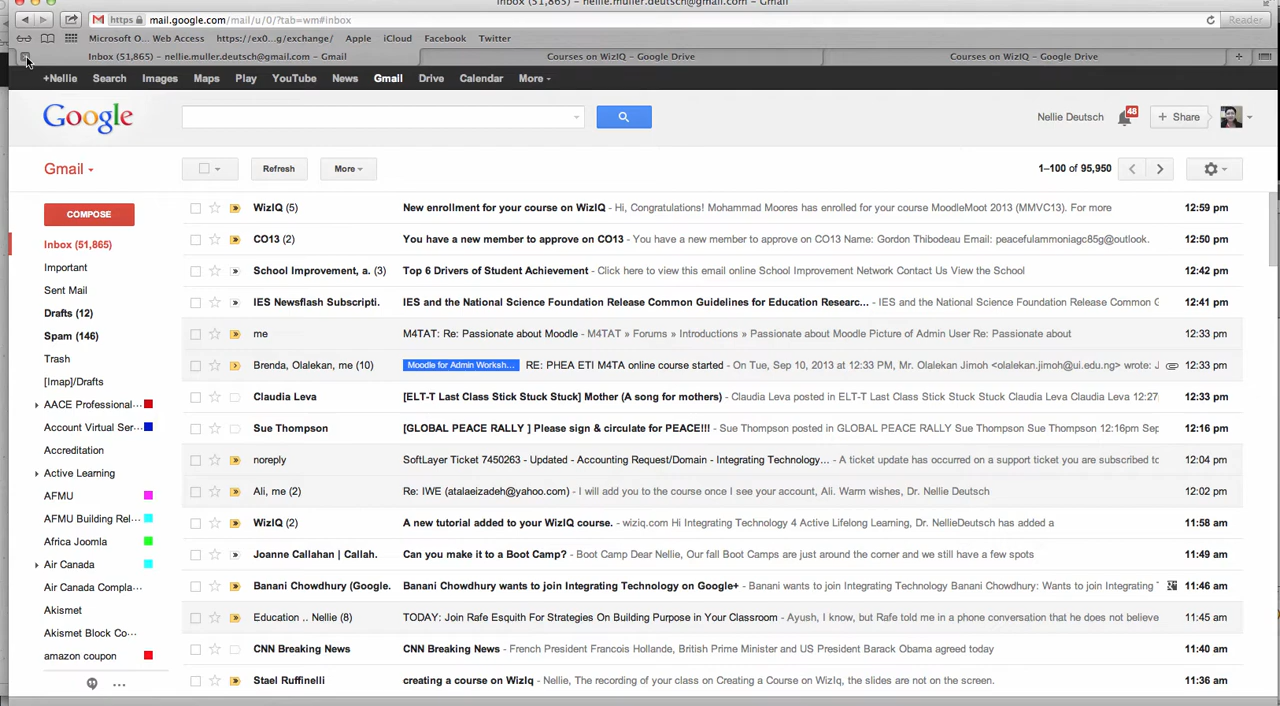 Inbox (51,865) - nellie.muller.deutsch@gmail.com - Gmail
https mail.google.com/mail/u/0/?tab=wm#inbox Reader
Microsoft O... Web Access https://ex0...g/exchange/ Apple iCloud Facebook Twitter
Inbox (51,865) - nellie.muller.deutsch@gmail.com - Gmail Courses on WizIQ - Google Drive Courses on WizIQ - Google Drive
+Nellie Search Images Maps Play YouTube News Gmail Drive Calendar More
Google Nellie Deutsch 48 + Share
Gmail Refresh More 1–100 of 95,950
COMPOSE
Inbox (51,865)
Important
Sent Mail
Drafts (12)
Spam (146)
Trash
[Imap]/Drafts
AACE Professional...
Account Virtual Ser...
Accreditation
Active Learning
AFMU
AFMU Building Rel...
Africa Joomla
Air Canada
Air Canada Compla...
Akismet
Akismet Block Co...
amazon coupon
WizIQ (5) New enrollment for your course on WizIQ - Hi, Congratulations! Mohammad Moores has enrolled for your course MoodleMoot 2013 (MMVC13). For more 12:59 pm
CO13 (2) You have a new member to approve on CO13 - You have a new member to approve on CO13 Name: Gordon Thibodeau Email: peacefulammoniagc85g@outlook. 12:50 pm
School Improvement, a. (3) Top 6 Drivers of Student Achievement - Click here to view this email online School Improvement Network Contact Us View the School 12:42 pm
IES Newsflash Subscripti. IES and the National Science Foundation Release Common Guidelines for Education Researc... - IES and the National Science Foundation Release Common Guidelines for E 12:41 pm
me M4TAT: Re: Passionate about Moodle - M4TAT » Forums » Introductions » Passionate about Moodle Picture of Admin User Re: Passionate about 12:33 pm
Brenda, Olalekan, me (10) Moodle for Admin Worksh... RE: PHEA ETI M4TA online course started - On Tue, Sep 10, 2013 at 12:33 PM, Mr. Olalekan Jimoh <olalekan.jimoh@ui.edu.ng> wrote: J 12:33 pm
Claudia Leva [ELT-T Last Class Stick Stuck Stuck] Mother (A song for mothers) - Claudia Leva posted in ELT-T Last Class Stick Stuck Stuck Claudia Leva 12:27 12:33 pm
Sue Thompson [GLOBAL PEACE RALLY ] Please sign & circulate for PEACE!!! - Sue Thompson posted in GLOBAL PEACE RALLY Sue Thompson Sue Thompson 12:16pm Sep 12:16 pm
noreply SoftLayer Ticket 7450263 - Updated - Accounting Request/Domain - Integrating Technology... - A ticket update has occurred on a support ticket you are subscribed to 12:04 pm
Ali, me (2) Re: IWE (atalaeizadeh@yahoo.com) - I will add you to the course once I see your account, Ali. Warm wishes, Dr. Nellie Deutsch 12:02 pm
WizIQ (2) A new tutorial added to your WizIQ course. - wiziq.com Hi Integrating Technology 4 Active Lifelong Learning, Dr. NellieDeutsch has added a 11:58 am
Joanne Callahan | Callah. Can you make it to a Boot Camp? - Boot Camp Dear Nellie, Our fall Boot Camps are just around the corner and we still have a few spots 11:49 am
Banani Chowdhury (Google. Banani Chowdhury wants to join Integrating Technology on Google+ - Banani wants to join Integrating Technology Banani Chowdhury: Wants to join Integrating 11:46 am
Education .. Nellie (8) TODAY: Join Rafe Esquith For Strategies On Building Purpose in Your Classroom - Ayush, I know, but Rafe told me in a phone conversation that he does not believe 11:45 am
CNN Breaking News CNN Breaking News - French President Francois Hollande, British Prime Minister and US President Barack Obama agreed today 11:40 am
Stael Ruffinelli creating a course on WizIq - Nellie, The recording of your class on Creating a Course on WizIq, the slides are not on the screen. 11:36 am